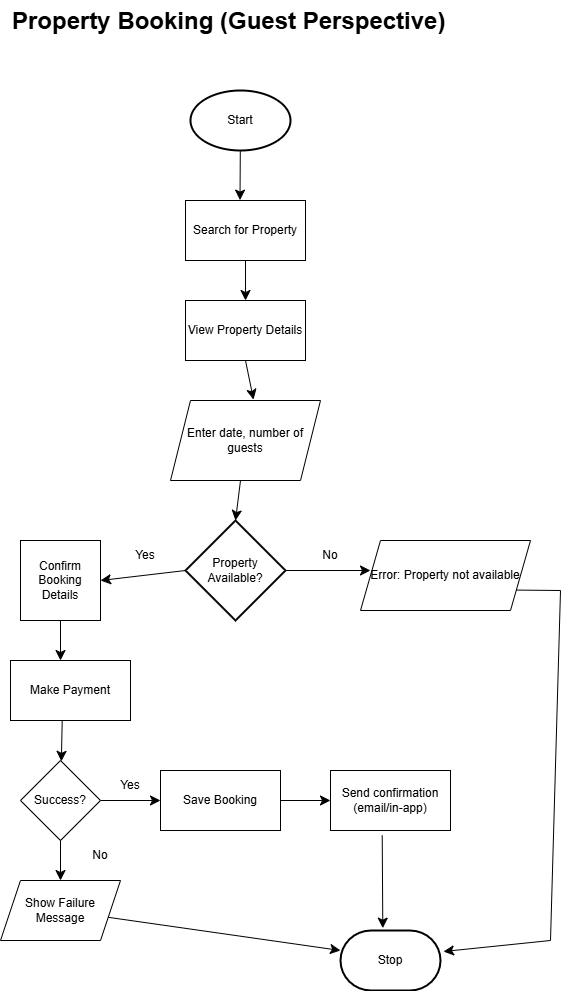 Property Booking (Guest Perspective)
Start
Search for Property
View Property Details
Enter date, number of
guests
Property
Available?
Yes
No
Confirm
Booking
Details
Error: Property not available
Make Payment
Success?
Yes
Save Booking
Send confirmation
(email/in-app)
No
Show Failure
Message
Stop